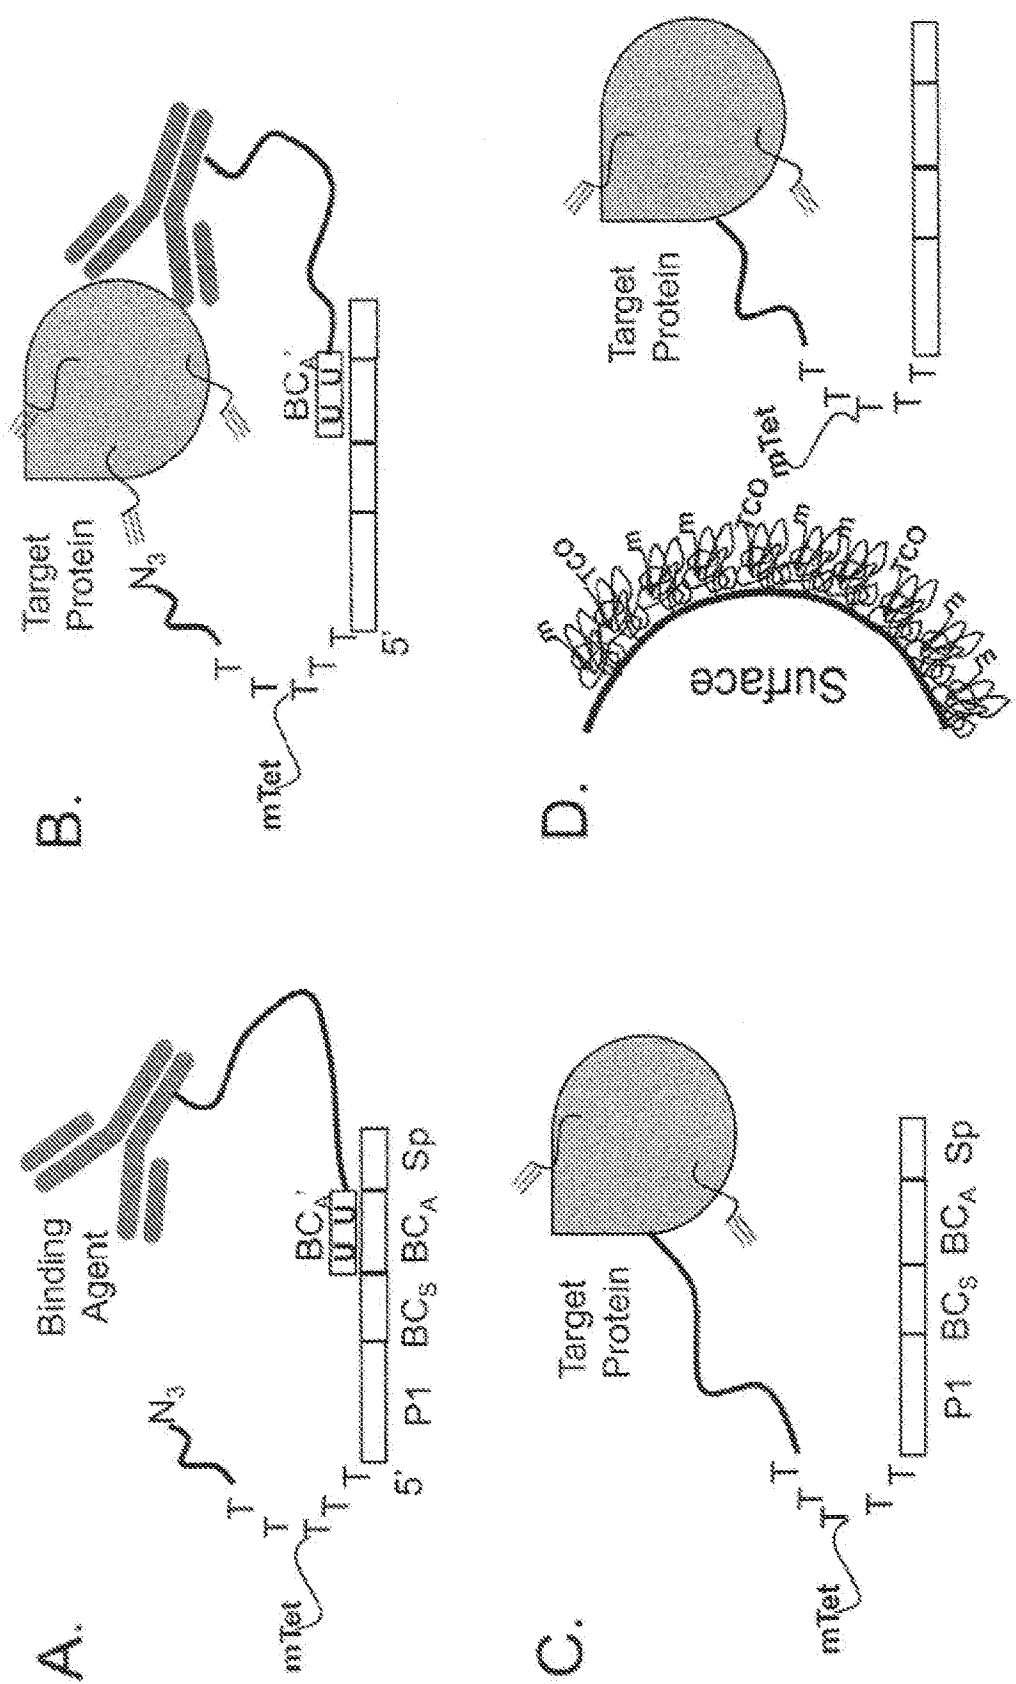 A.
Binding
Agent
N3
T
T
T
T
T
mTet
BCA'
U U
5'
P1 BCS BCA Sp
B.
Target
Protein
N3
T
T
T
T
T
mTet
BCA'
U U
5'
C.
Target
Protein
T
T
T
T
T
mTet
P1 BCS BCA Sp
D.
Target
Protein
T
T
T
T
T
mTet
m
TCO
m
m
TCO
m
m
TCO
m
m
Surface